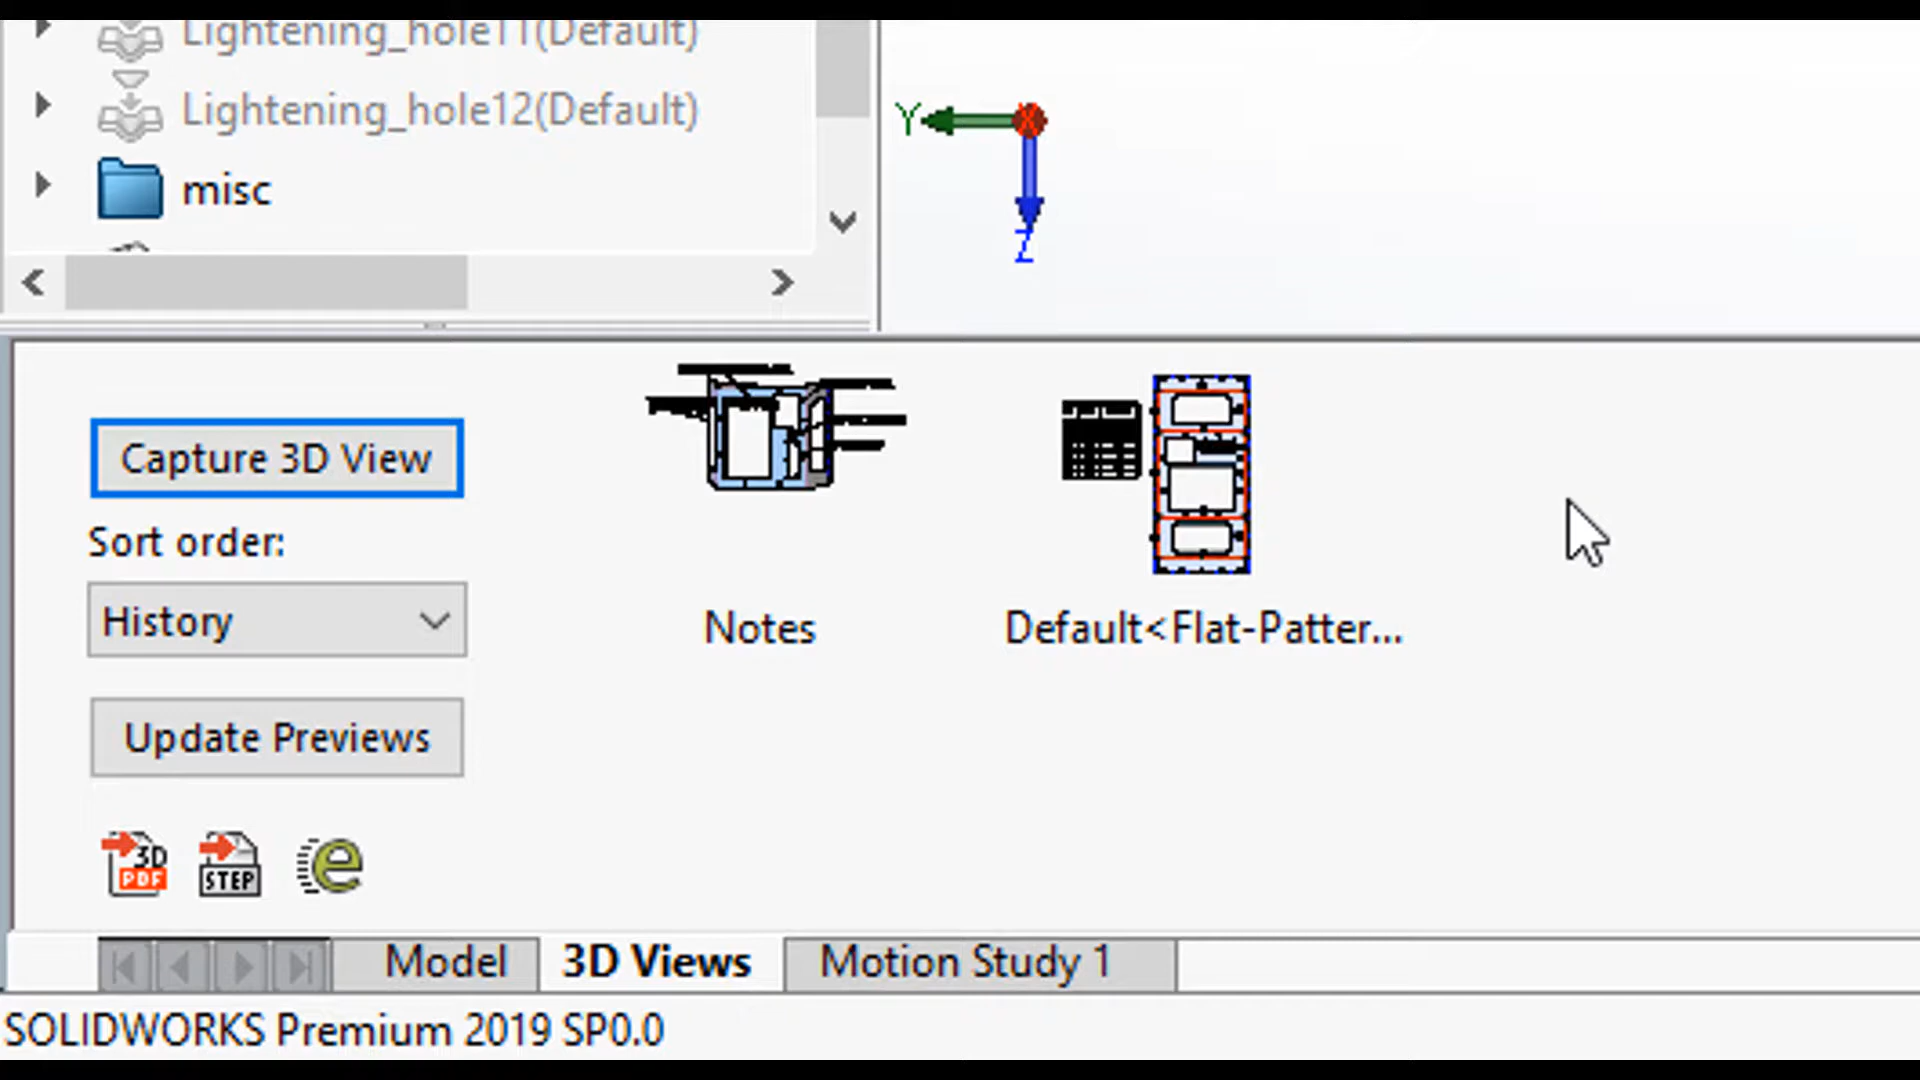 Lightening_hole11(Default)
Lightening_hole12(Default)
misc
Y
X
Z
Capture 3D View
Sort order:
History
Update Previews
3D
PDF
STEP
e
Notes
Default<Flat-Patter...
Model
3D Views
Motion Study 1
SOLIDWORKS Premium 2019 SP0.0